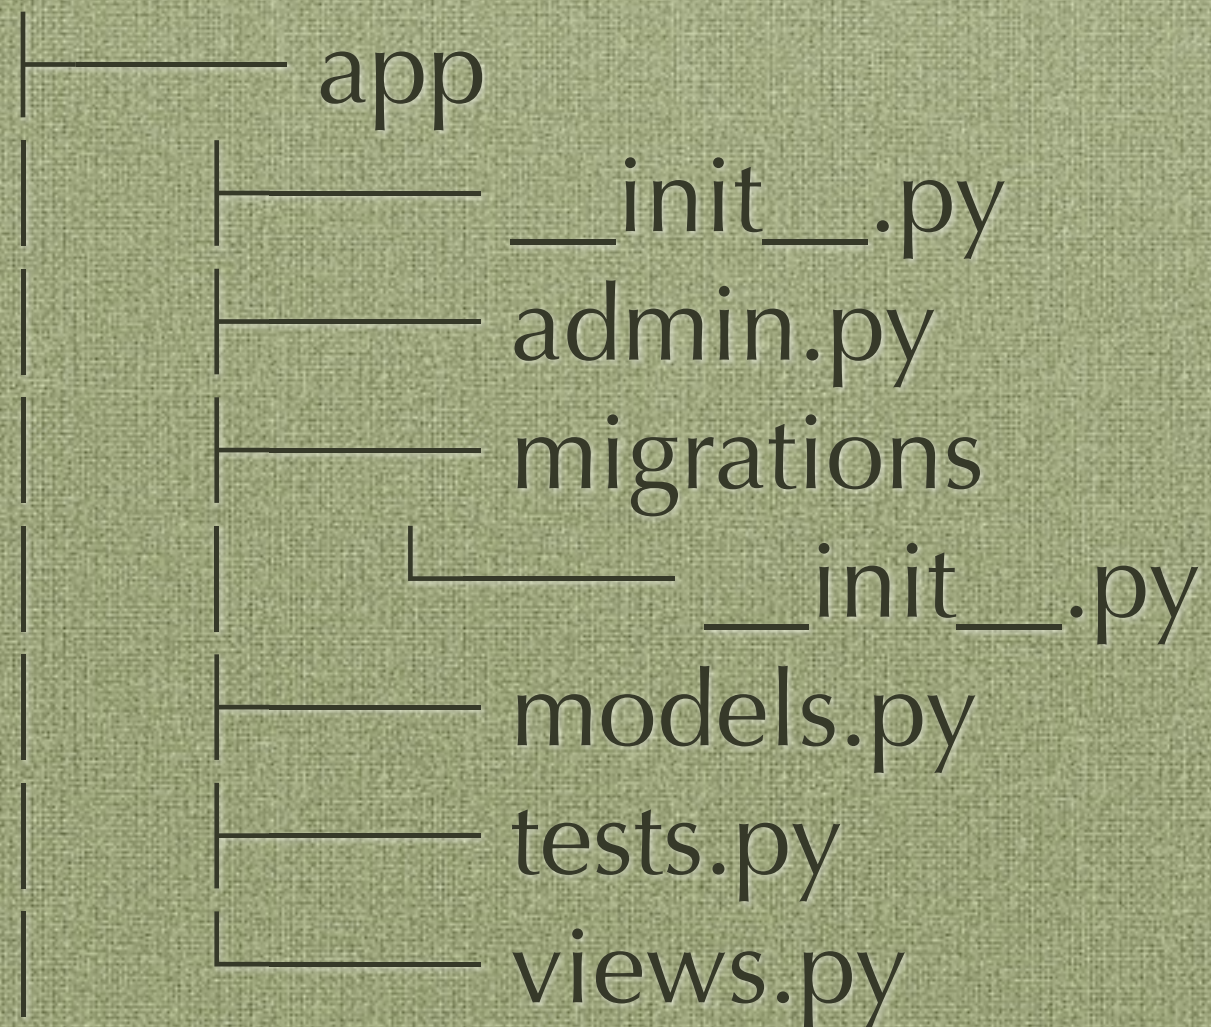 ├── app
│   ├── __init__.py
│   ├── admin.py
│   ├── migrations
│   │   └── __init__.py
│   ├── models.py
│   ├── tests.py
│   └── views.py